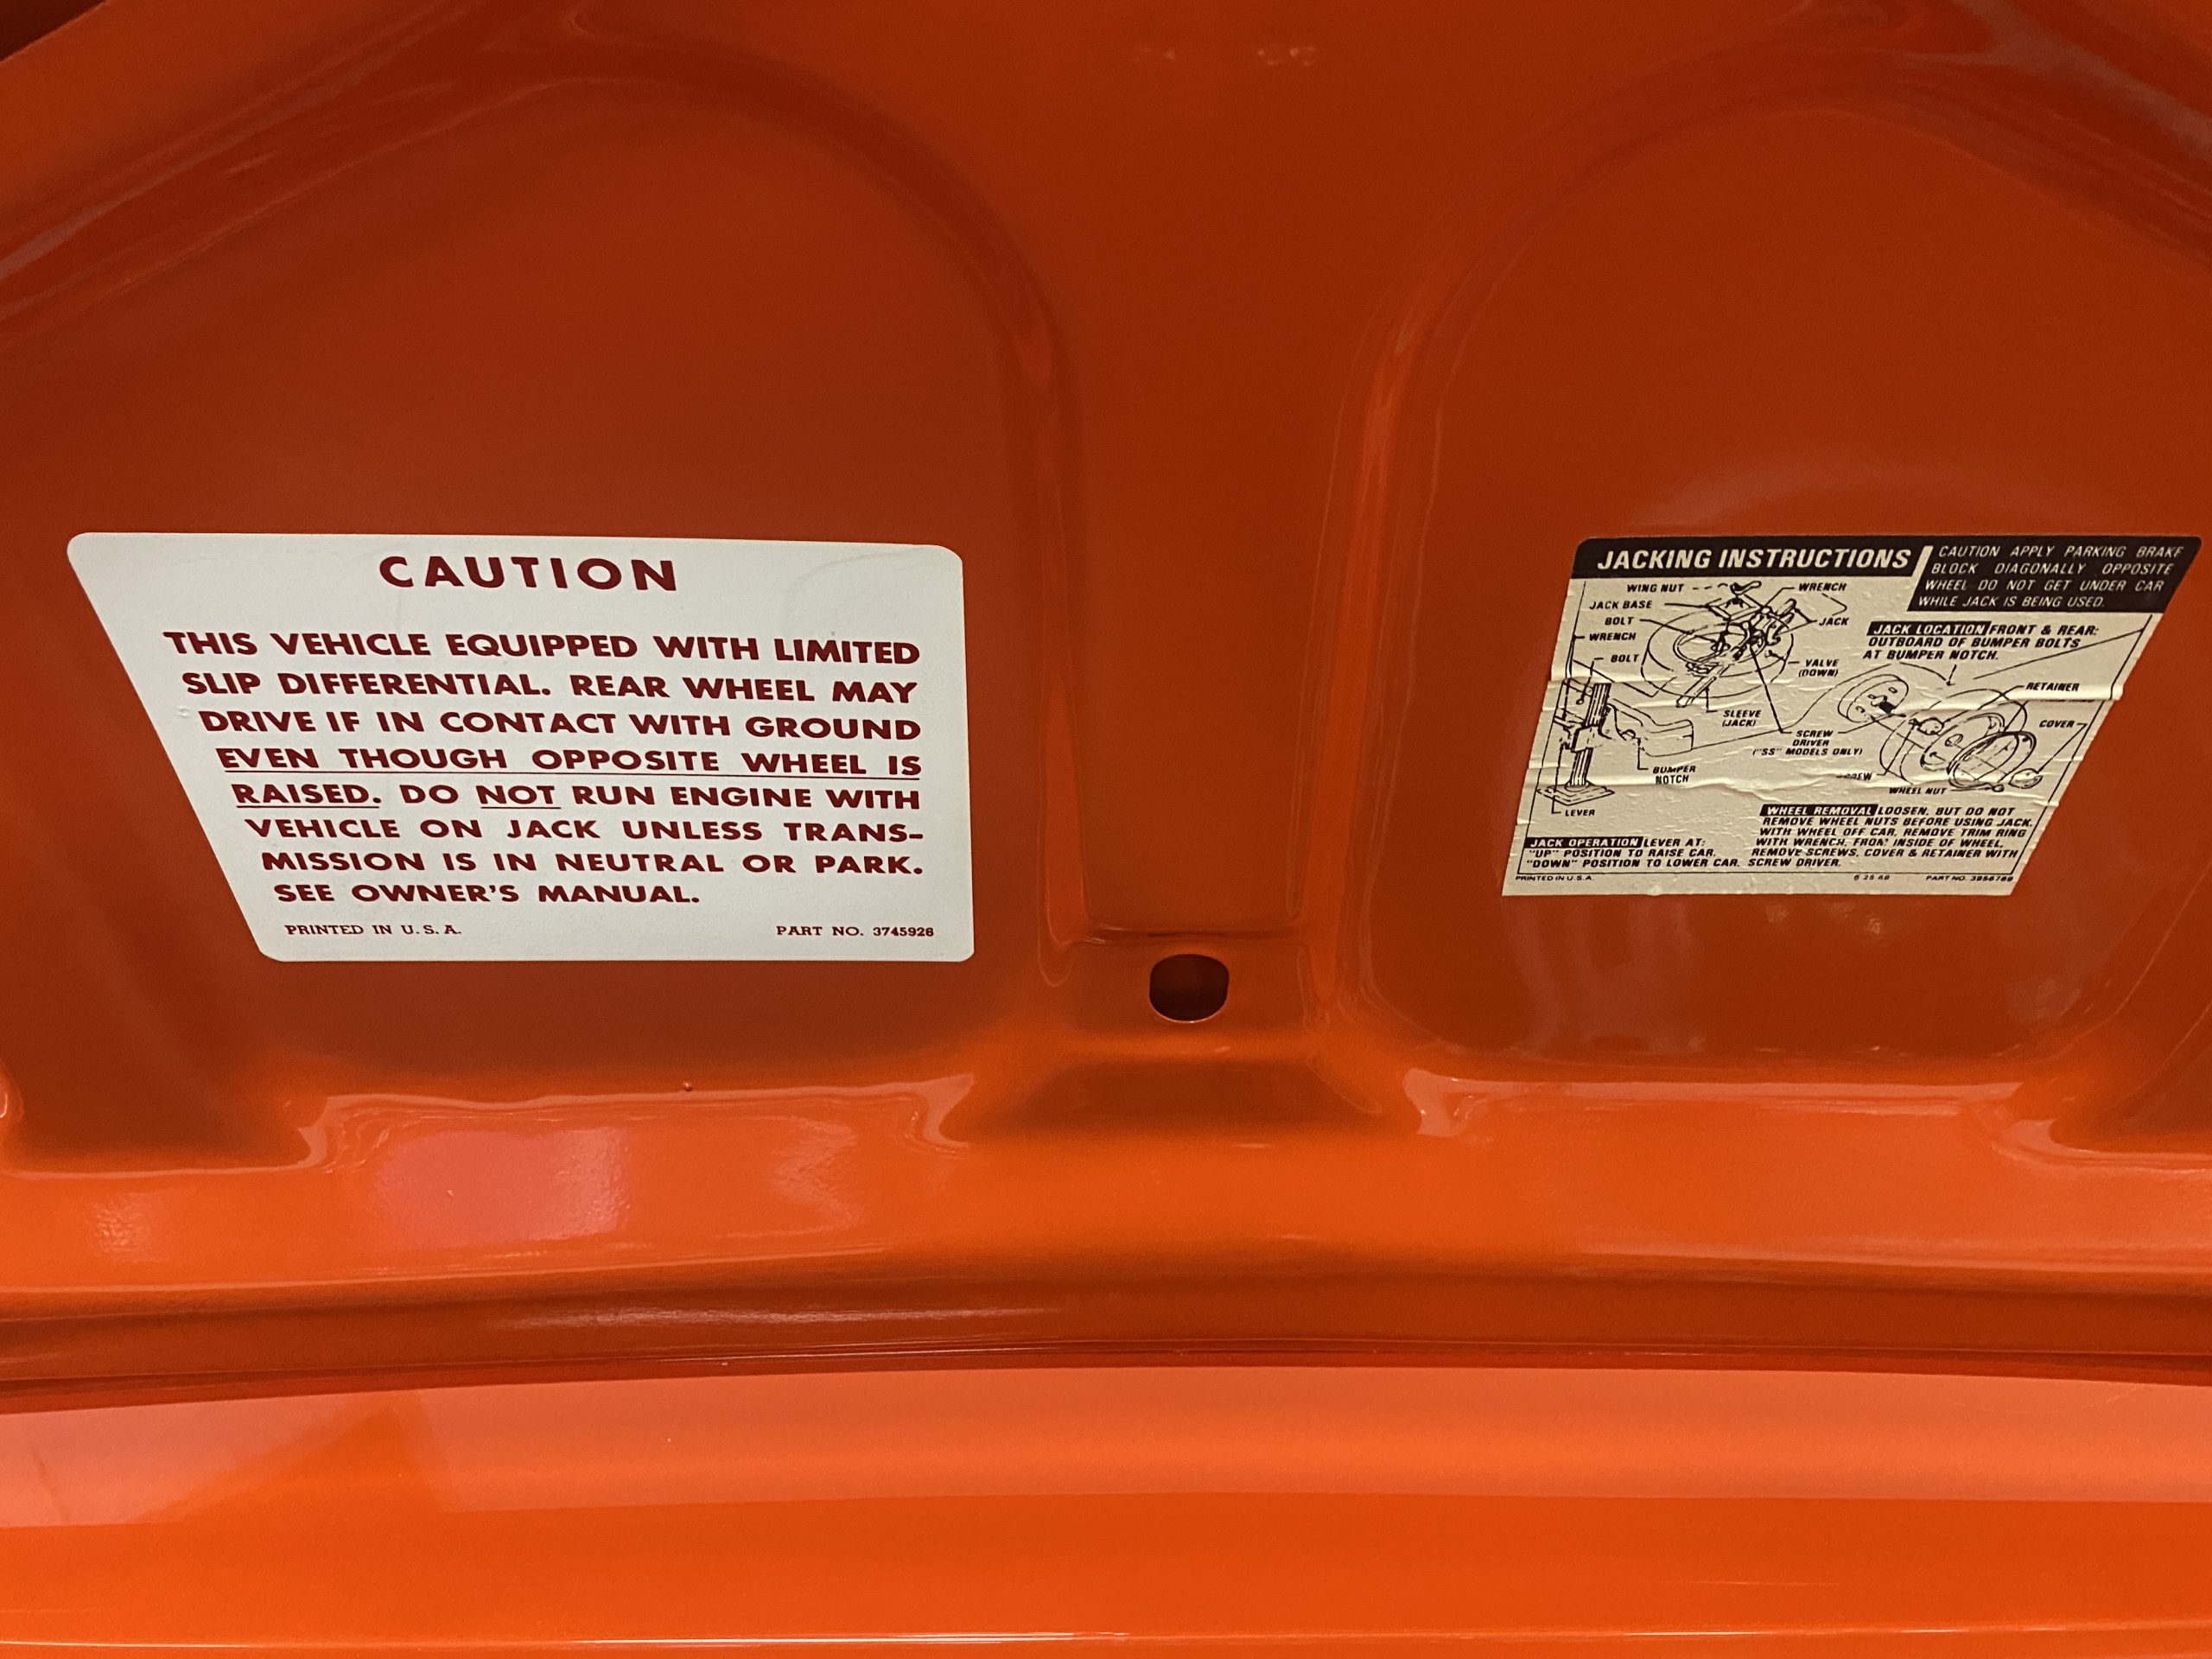 CAUTION
THIS VEHICLE EQUIPPED WITH LIMITED
SLIP DIFFERENTIAL. REAR WHEEL MAY
DRIVE IF IN CONTACT WITH GROUND
EVEN THOUGH OPPOSITE WHEEL IS
RAISED. DO NOT RUN ENGINE WITH
VEHICLE ON JACK UNLESS TRANS-
MISSION IS IN NEUTRAL OR PARK.
SEE OWNER'S MANUAL.
PRINTED IN U.S.A. PART NO. 3745926
JACKING INSTRUCTIONS
CAUTION APPLY PARKING BRAKE
BLOCK DIAGONALLY OPPOSITE
WHEEL DO NOT GET UNDER CAR
WHILE JACK IS BEING USED.
WING NUT
WRENCH
JACK BASE
BOLT
JACK
WRENCH
BOLT
VALVE
(DOWN)
SLEEVE
(JACK)
SCREW
DRIVER
("SS" MODELS ONLY)
BUMPER
NOTCH
LEVER
JACK LOCATION FRONT & REAR:
OUTBOARD OF BUMPER BOLTS
AT BUMPER NOTCH.
RETAINER
COVER
WHEEL NUT
JACK OPERATION LEVER AT:
"UP" POSITION TO RAISE CAR.
"DOWN" POSITION TO LOWER CAR.
WHEEL REMOVAL LOOSEN, BUT DO NOT
REMOVE WHEEL NUTS BEFORE USING JACK.
WITH WHEEL OFF CAR, REMOVE TRIM RING
WITH WRENCH, FROM INSIDE OF WHEEL,
REMOVE SCREWS, COVER & RETAINER WITH
SCREW DRIVER.
PRINTED IN U.S.A. PART NO.